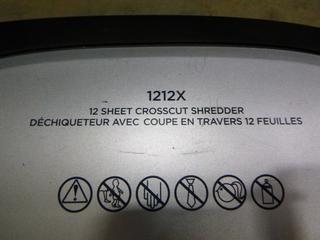 1212X
12 SHEET CROSSCUT SHREDDER
DÉCHIQUETEUR AVEC COUPE EN TRAVERS 12 FEUILLES